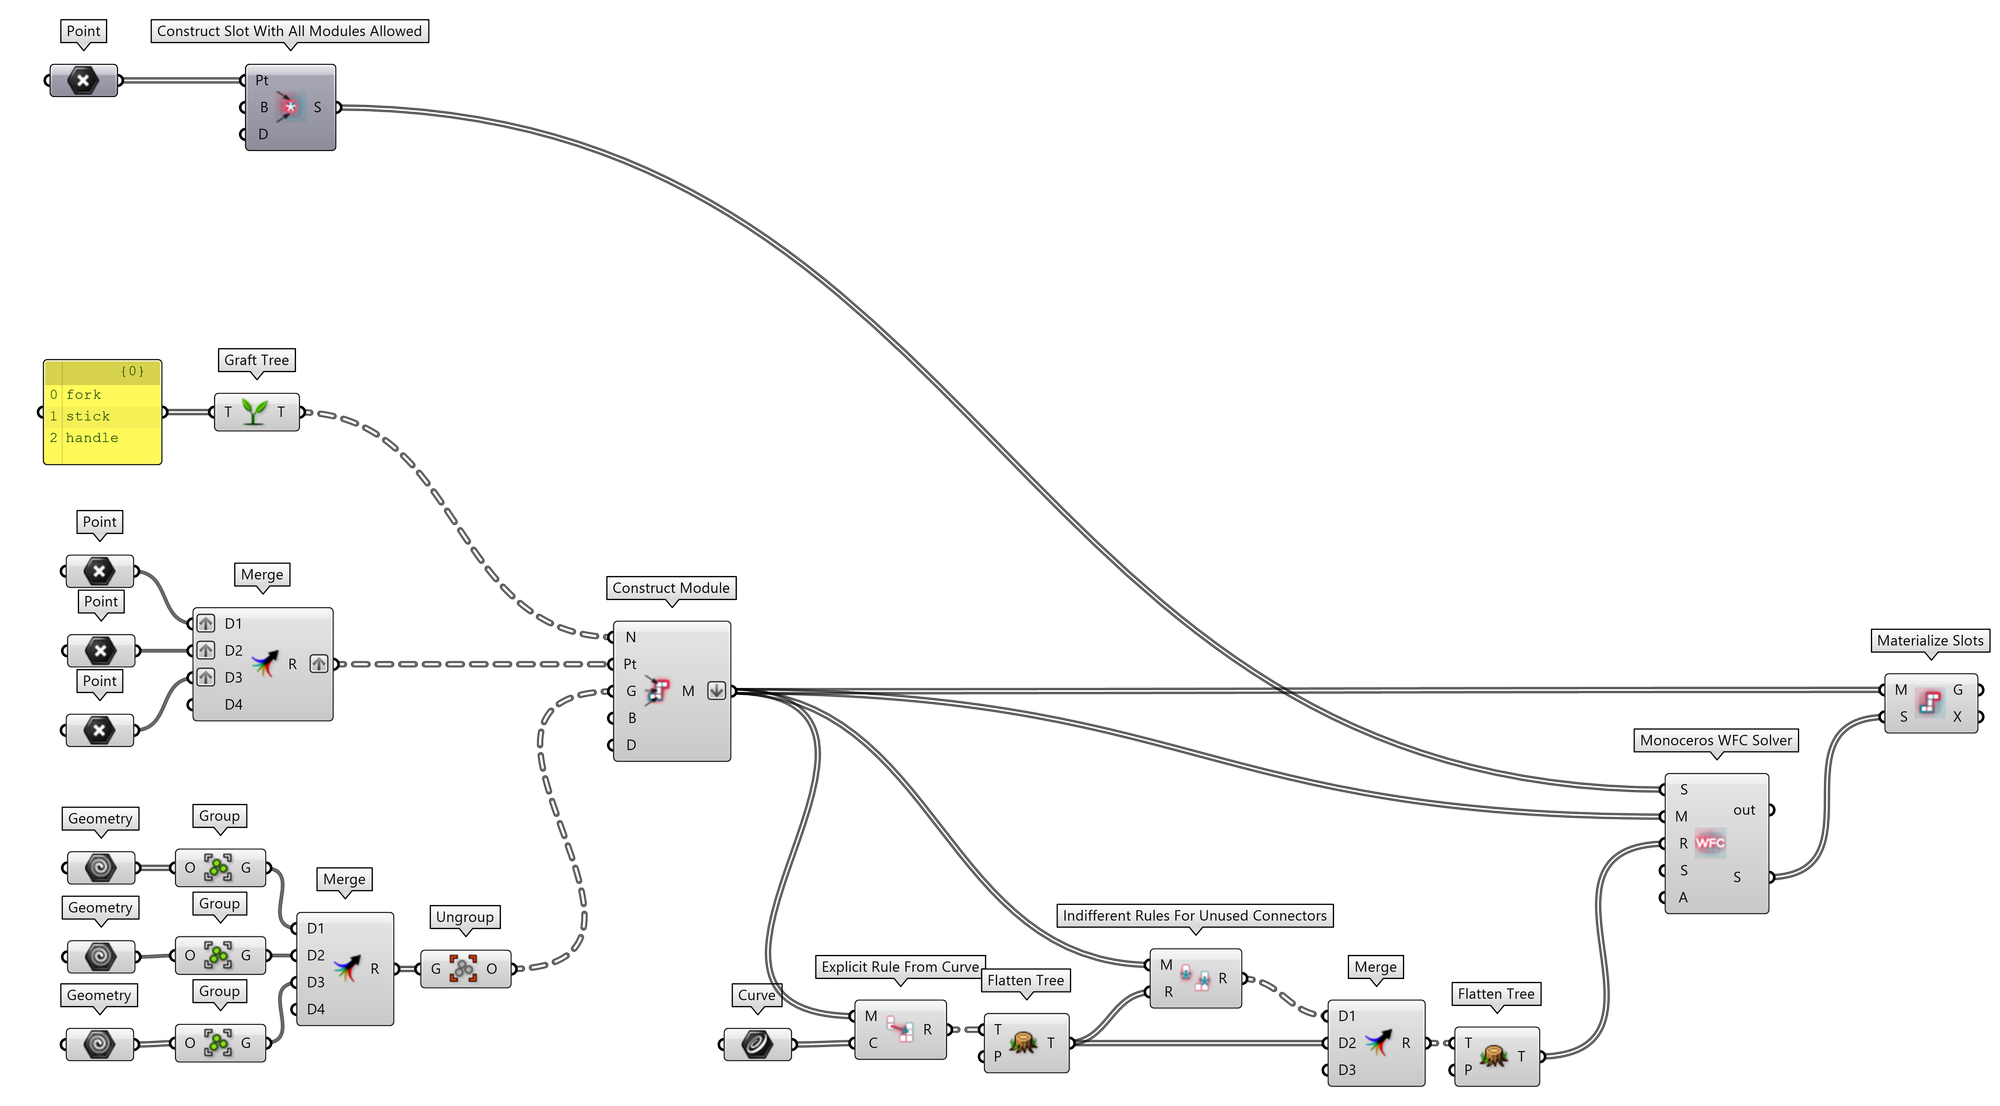 Point
Construct Slot With All Modules Allowed
Pt
B
S
D
{0}
0 fork
1 stick
2 handle
Graft Tree
T T
Point
Point
Point
Merge
D1
D2
R
D3
D4
Construct Module
N
Pt
G
M
B
D
Geometry
Group
O G
Geometry
Group
O G
Geometry
Group
O G
Merge
D1
D2
R
D3
D4
Ungroup
G O
Curve
Explicit Rule From Curve
M
R
C
Flatten Tree
T
T
P
Indifferent Rules For Unused Connectors
M
R
R
Merge
D1
D2
R
D3
Flatten Tree
T
T
P
Monoceros WFC Solver
S
out
M
R
WFC
S
S
A
Materialize Slots
M G
S X